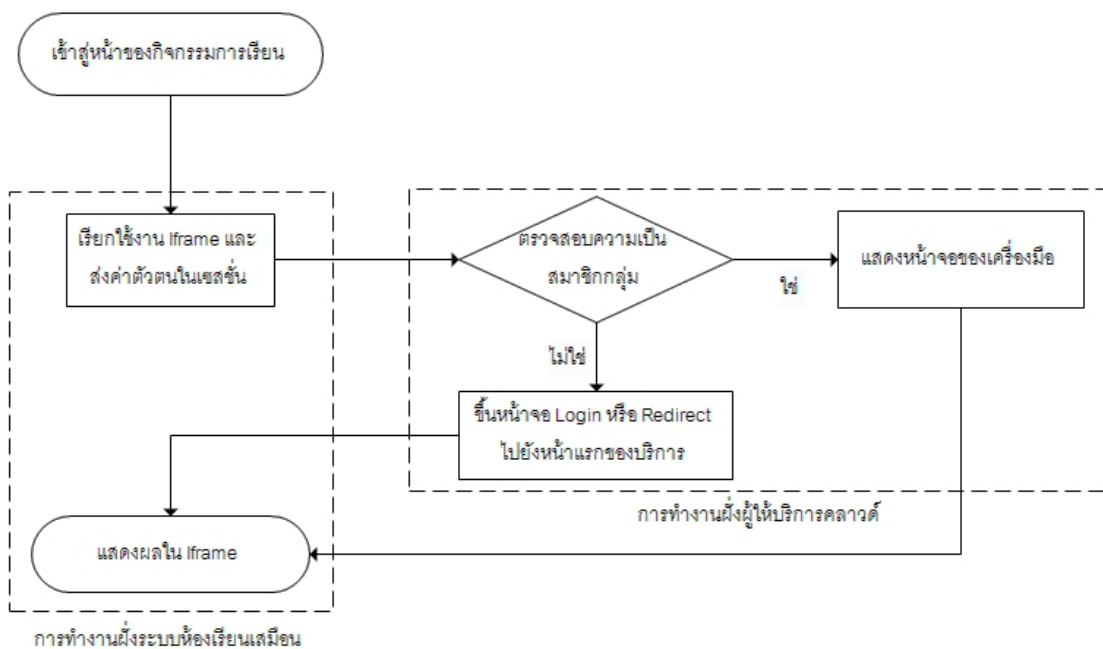 เข้าสู่หน้าของกิจกรรมการเรียน
เรียกใช้งาน Iframe และ
ส่งค่าตัวตนในเซสชั่น
ตรวจสอบความเป็น
สมาชิกกลุ่ม
ใช่
แสดงหน้าจอของเครื่องมือ
ไม่ใช่
ขึ้นหน้าจอ Login หรือ Redirect
ไปยังหน้าแรกของบริการ
การทำงานฝั่งผู้ให้บริการคลาวด์
แสดงผลใน Iframe
การทำงานฝั่งระบบห้องเรียนเสมือน